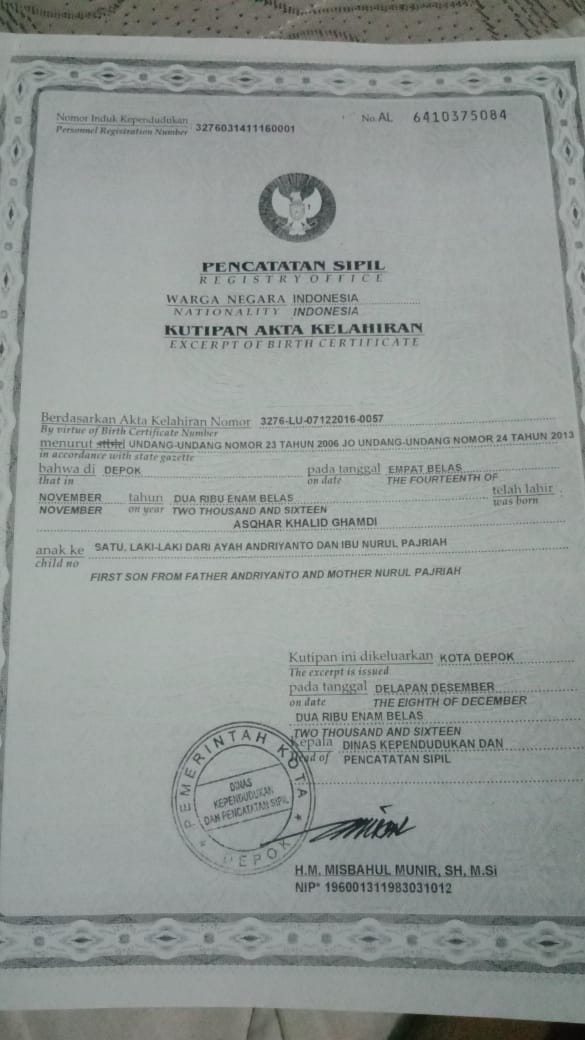 Nomor Induk Kependudukan 3276031411160001
Personnel Registration Number
No. AL 6410375084
PENCATATAN SIPIL
REGISTRY OFFICE
WARGA NEGARA INDONESIA
NATIONALITY INDONESIA
KUTIPAN AKTA KELAHIRAN
EXCERPT OF BIRTH CERTIFICATE
Berdasarkan Akta Kelahiran Nomor 3276-LU-07122016-0057
By virtue of Birth Certificate Number
menurut stbld UNDANG-UNDANG NOMOR 23 TAHUN 2006 JO UNDANG-UNDANG NOMOR 24 TAHUN 2013
in accordance with state gazette
bahwa di DEPOK pada tanggal EMPAT BELAS
that in on date THE FOURTEENTH OF
NOVEMBER tahun DUA RIBU ENAM BELAS telah lahir
NOVEMBER on year TWO THOUSAND AND SIXTEEN was born
ASQHAR KHALID GHAMDI
anak ke SATU, LAKI-LAKI DARI AYAH ANDRIYANTO DAN IBU NURUL PAJRIAH
child no
FIRST SON FROM FATHER ANDRIYANTO AND MOTHER NURUL PAJRIAH
Kutipan ini dikeluarkan KOTA DEPOK
The excerpt is issued
pada tanggal DELAPAN DESEMBER
on date THE EIGHTH OF DECEMBER
DUA RIBU ENAM BELAS
TWO THOUSAND AND SIXTEEN
Kepala DINAS KEPENDUDUKAN DAN
Head of PENCATATAN SIPIL
PEMERINTAH KOTA
DINAS
KEPENDUDUKAN
DAN PENCATATAN SIPIL
DEPOK
H.M. MISBAHUL MUNIR, SH, M.Si
NIP* 196001311983031012